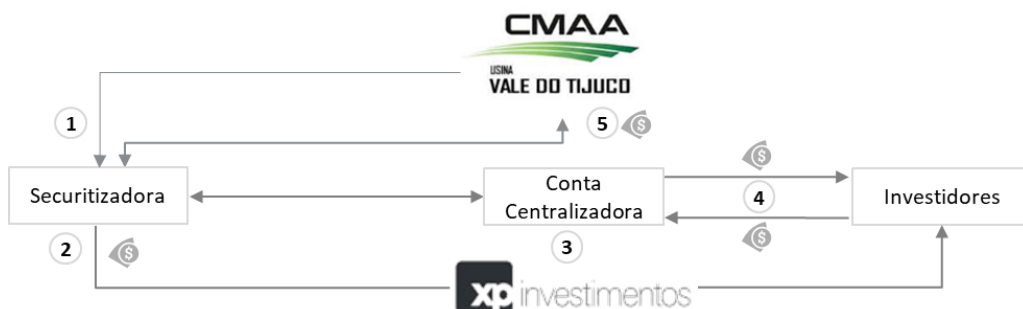 CMAA
USINA
VALE DO TIJUCO
1
5
$
$
Securitizadora
Conta
Centralizadora
4
Investidores
2
$
3
$
xp investimentos